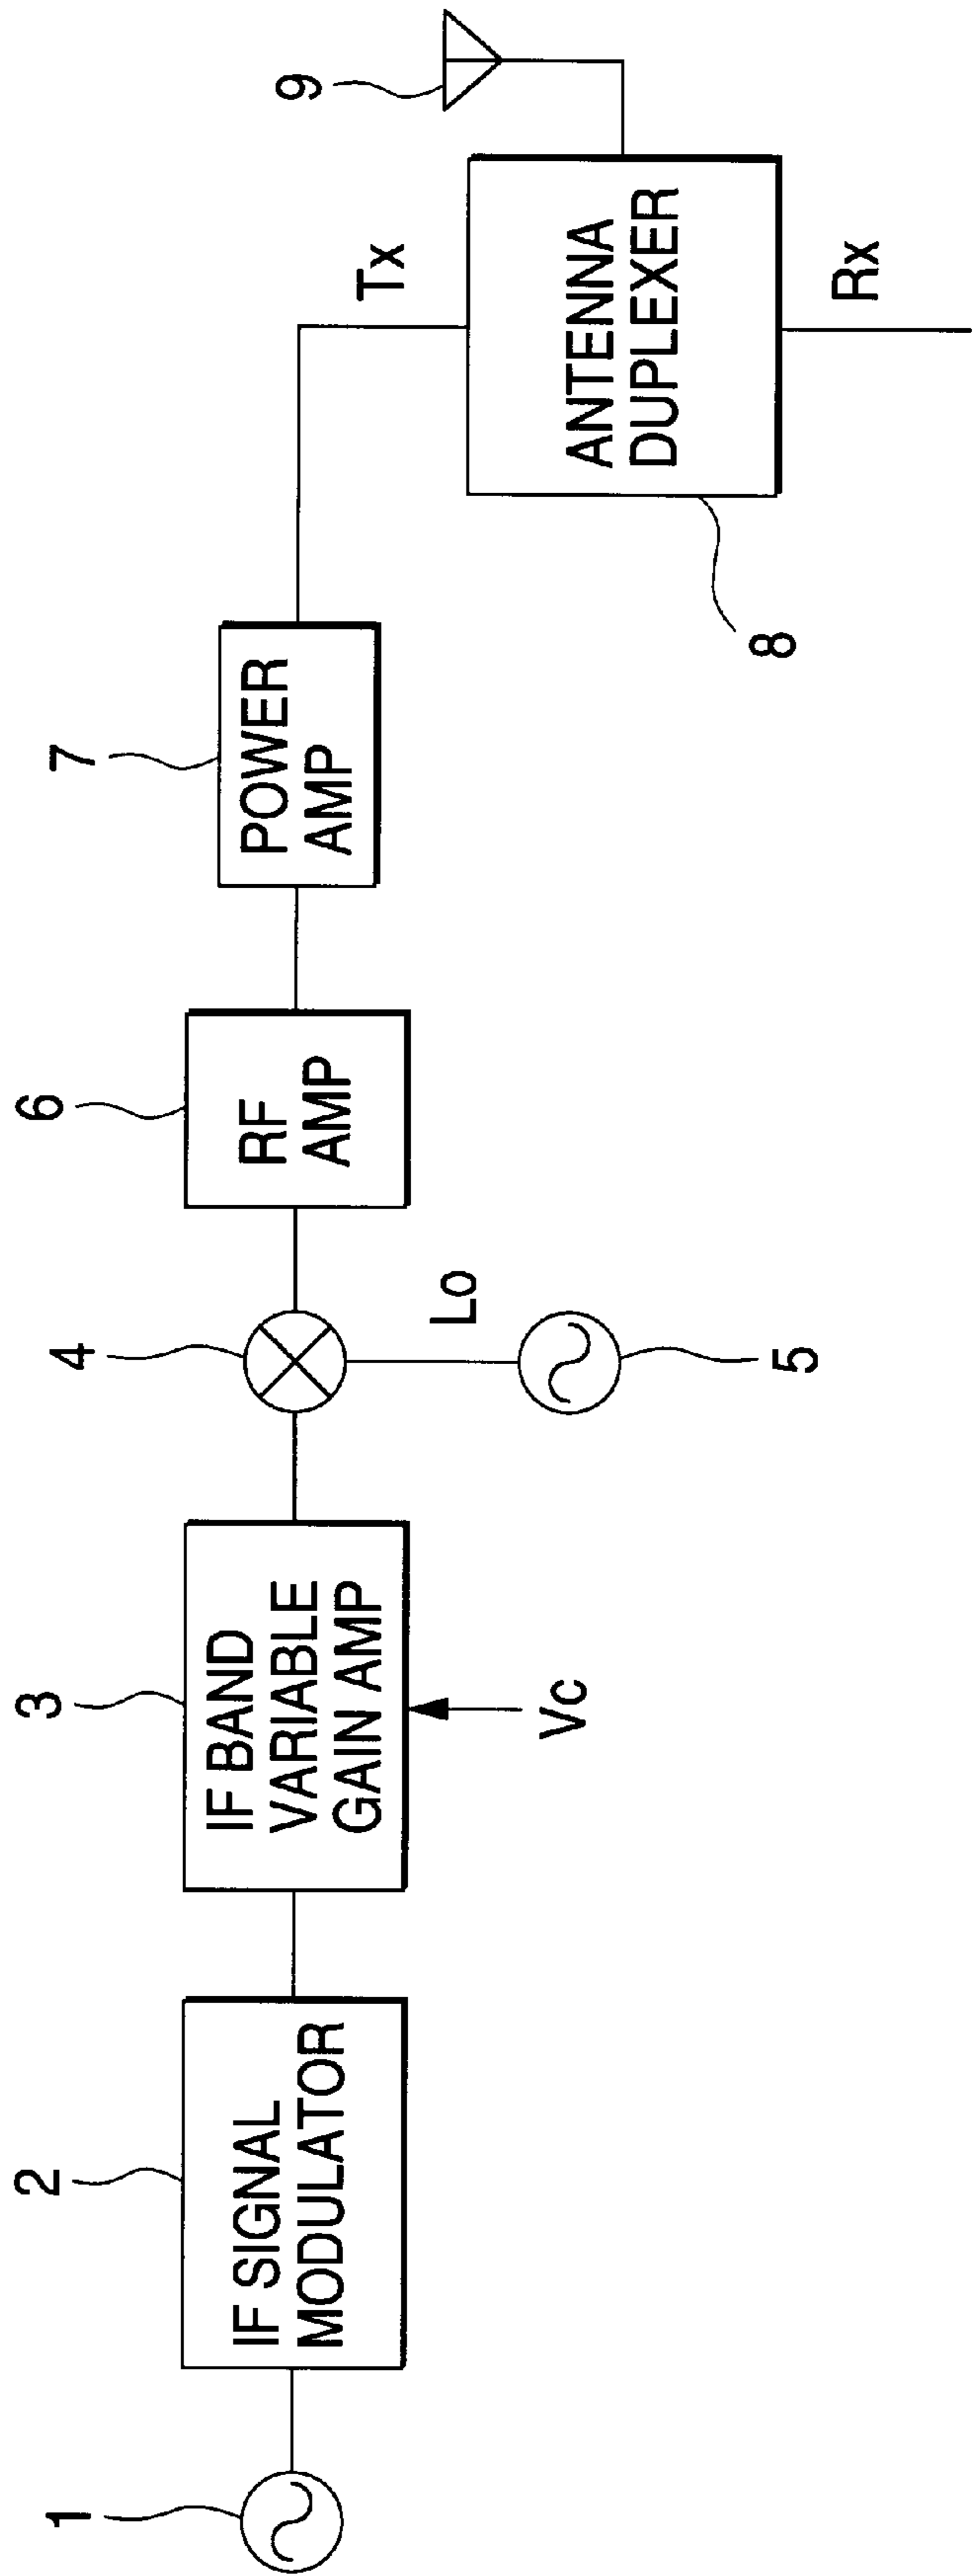 1
2
IF SIGNAL
MODULATOR
3
IF BAND
VARIABLE
GAIN AMP
Vc
4
Lo
5
6
RF
AMP
7
POWER
AMP
Tx
8
ANTENNA
DUPLEXER
Rx
9